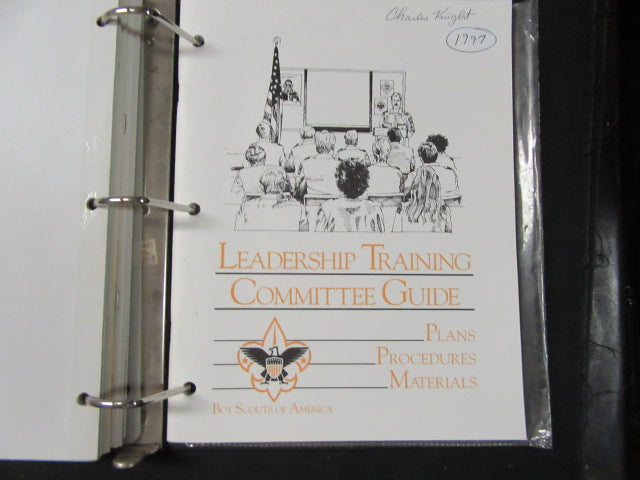 Charles Knight
1997
LEADERSHIP TRAINING
COMMITTEE GUIDE
PLANS
PROCEDURES
MATERIALS
BOY SCOUTS OF AMERICA